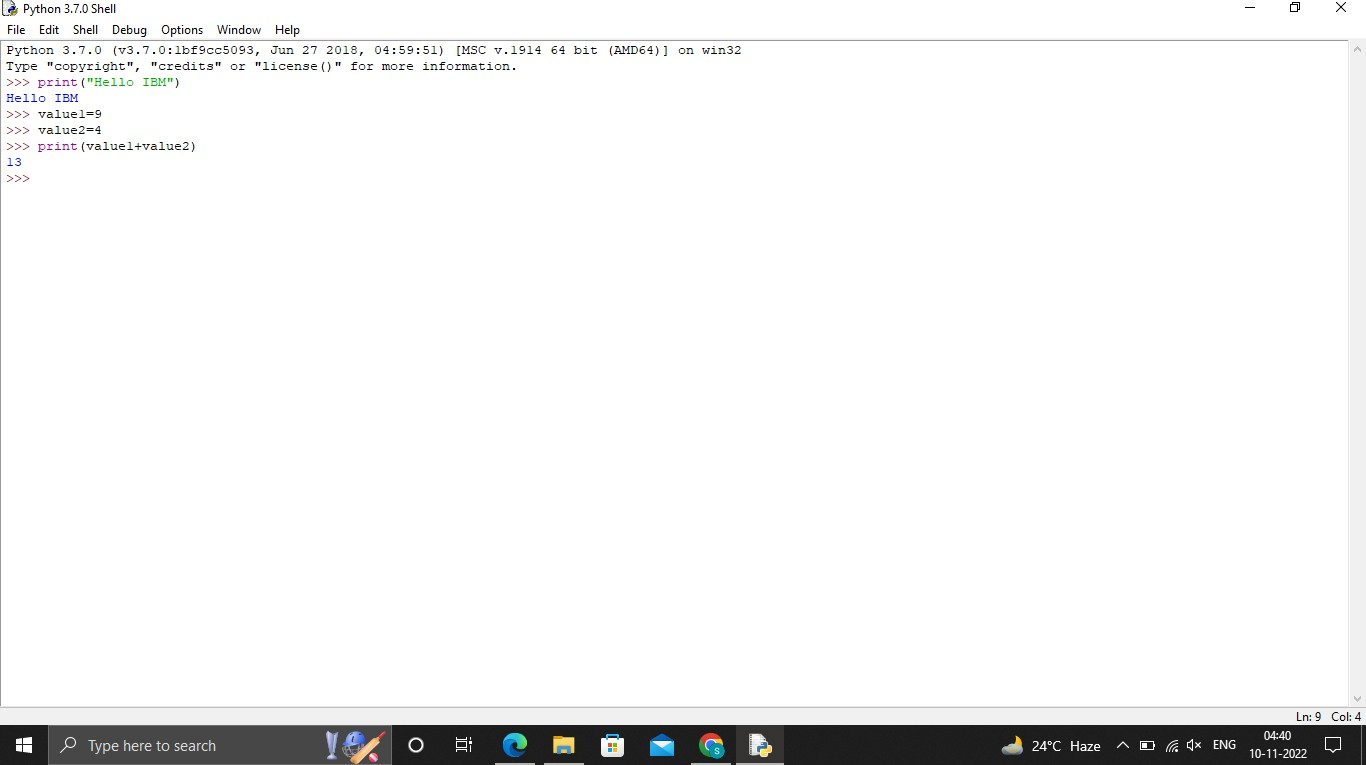 Python 3.7.0 Shell
File Edit Shell Debug Options Window Help
Python 3.7.0 (v3.7.0:1bf9cc5093, Jun 27 2018, 04:59:51) [MSC v.1914 64 bit (AMD64)] on win32
Type "copyright", "credits" or "license()" for more information.
>>> print("Hello IBM")
Hello IBM
>>> value1=9
>>> value2=4
>>> print(value1+value2)
13
>>>
Ln: 9 Col: 4
Type here to search
S
24°C Haze
ENG
04:40
10-11-2022